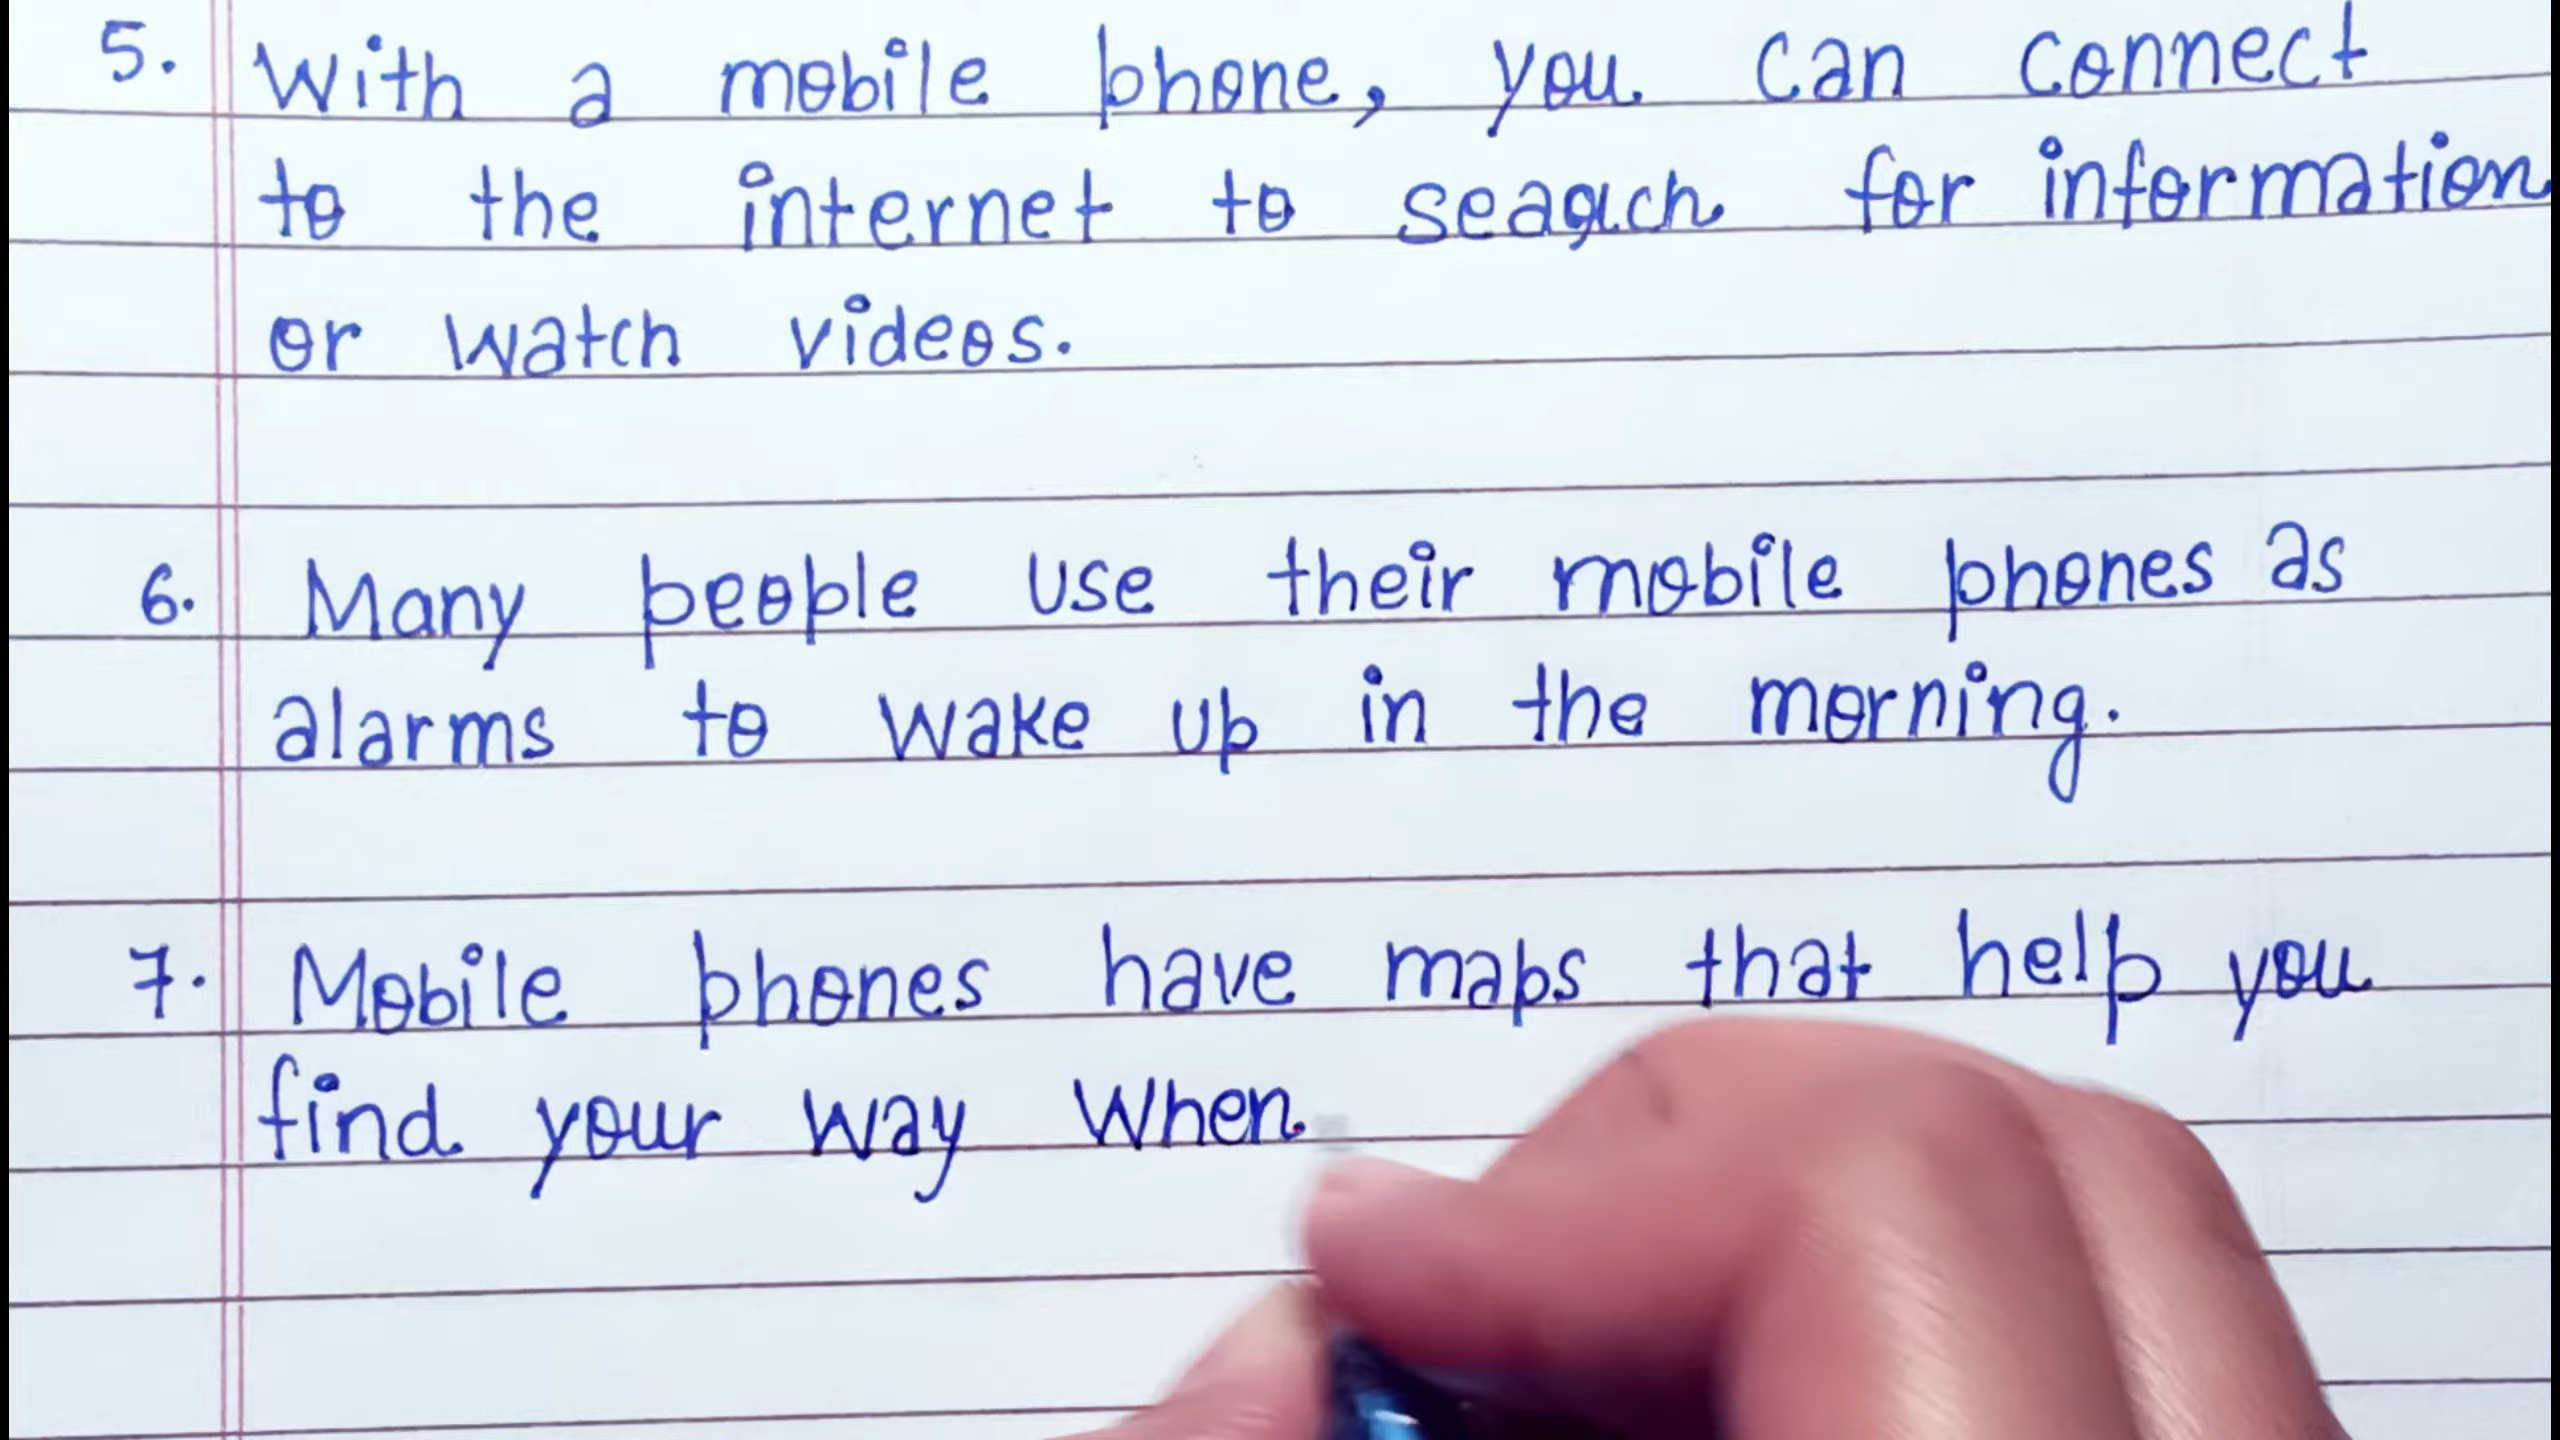 5. With a mobile phone, you can connect
to the internet to seaach for information
or watch videos.
6. Many people use their mobile phones as
alarms to wake up in the morning.
7. Mobile phones have maps that help you
find your way when